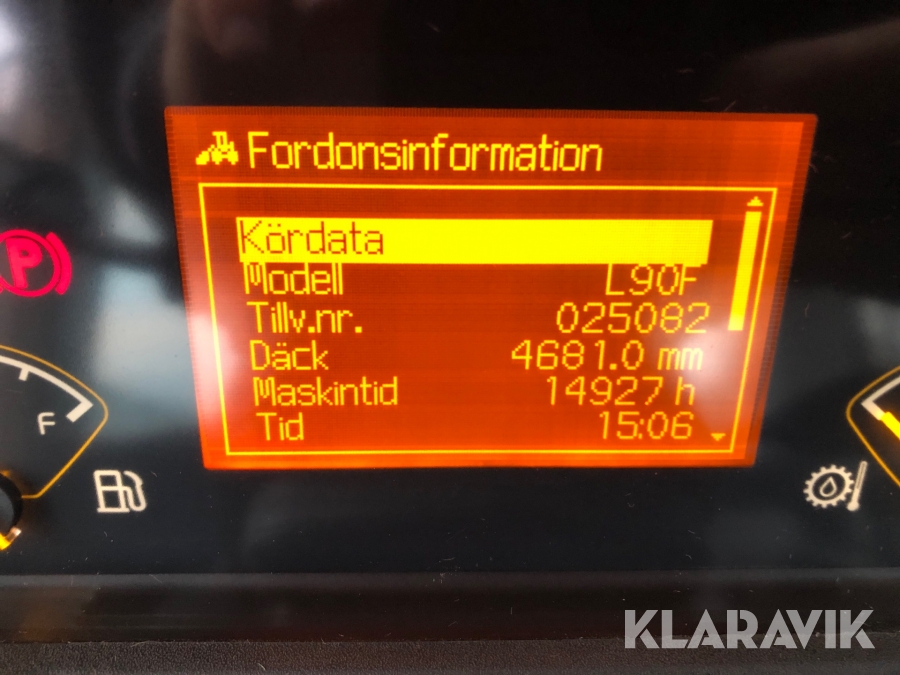 Fordonsinformation
Kördata
Modell L90F
Tillv.nr. 025082
Däck 4681.0 mm
Maskintid 14927 h
Tid 15:06
P
F
KLARAVIK